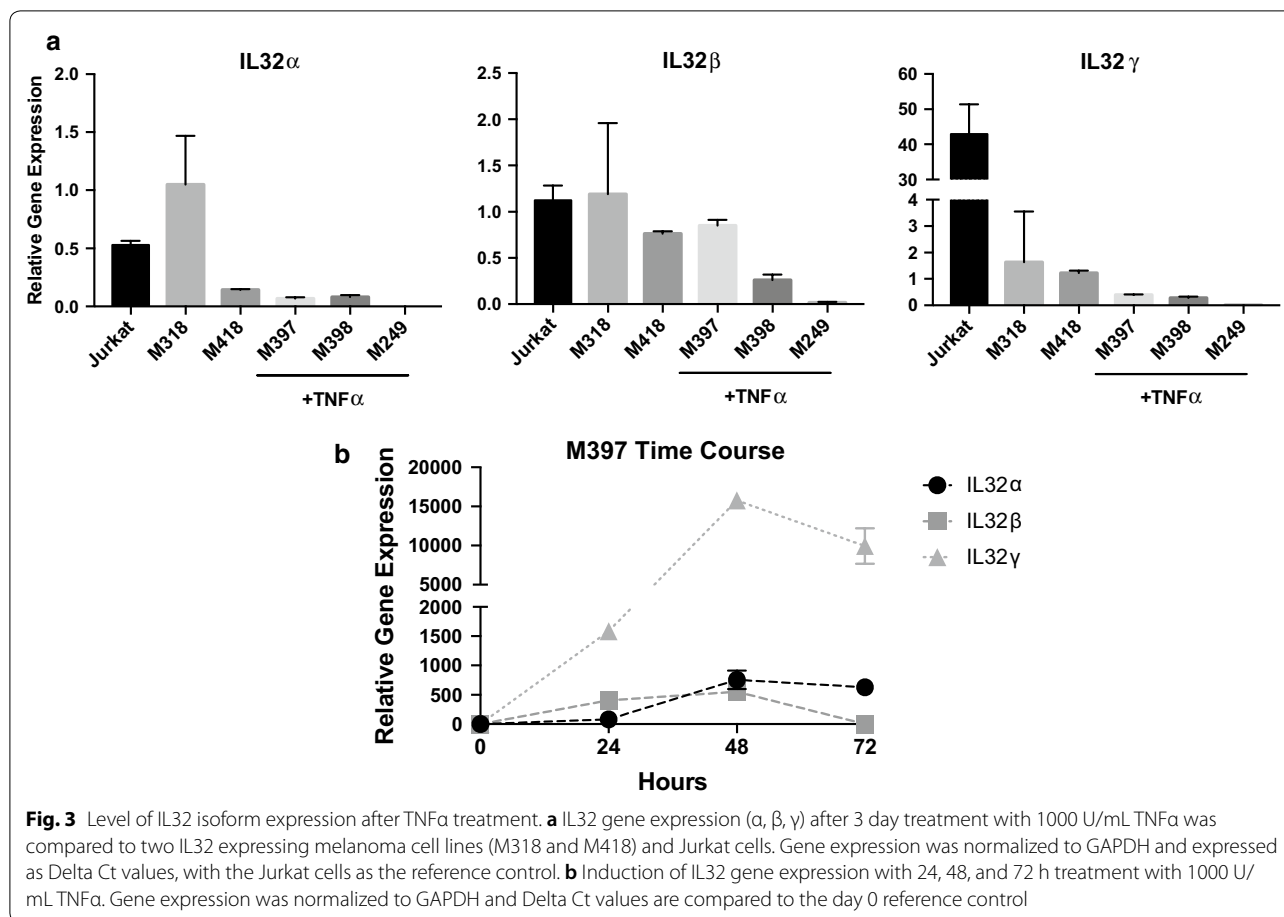 a
IL32α
Relative Gene Expression
2.0
1.5
1.0
0.5
0.0
Jurkat
M318
M418
M397
M398
M249
+TNFα
IL32β
2.5
2.0
1.5
1.0
0.5
0.0
Jurkat
M318
M418
M397
M398
M249
+TNFα
IL32γ
60
50
40
30
4
3
2
1
0
Jurkat
M318
M418
M397
M398
M249
+TNFα
b
M397 Time Course
Relative Gene Expression
20000
15000
10000
5000
2000
1500
1000
500
0
0
24
48
72
Hours
IL32α
IL32β
IL32γ
Fig. 3 Level of IL32 isoform expression after TNFα treatment. a IL32 gene expression (α, β, γ) after 3 day treatment with 1000 U/mL TNFα was
compared to two IL32 expressing melanoma cell lines (M318 and M418) and Jurkat cells. Gene expression was normalized to GAPDH and expressed
as Delta Ct values, with the Jurkat cells as the reference control. b Induction of IL32 gene expression with 24, 48, and 72 h treatment with 1000 U/
mL TNFα. Gene expression was normalized to GAPDH and Delta Ct values are compared to the day 0 reference control